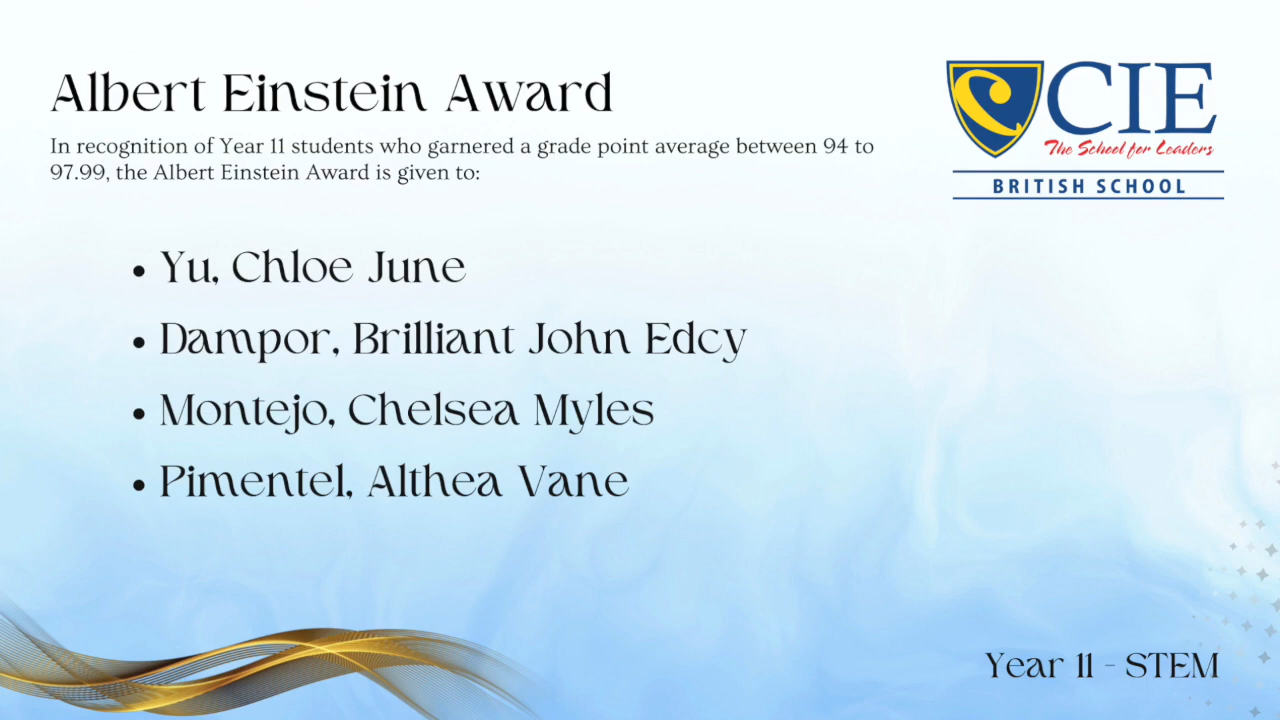 Albert Einstein Award
In recognition of Year 11 students who garnered a grade point average between 94 to
97.99, the Albert Einstein Award is given to:
CIE
The School for Leaders
BRITISH SCHOOL
• Yu, Chloe June
• Dampor, Brilliant John Edcy
• Montejo, Chelsea Myles
• Pimentel, Althea Vane
Year 11 - STEM